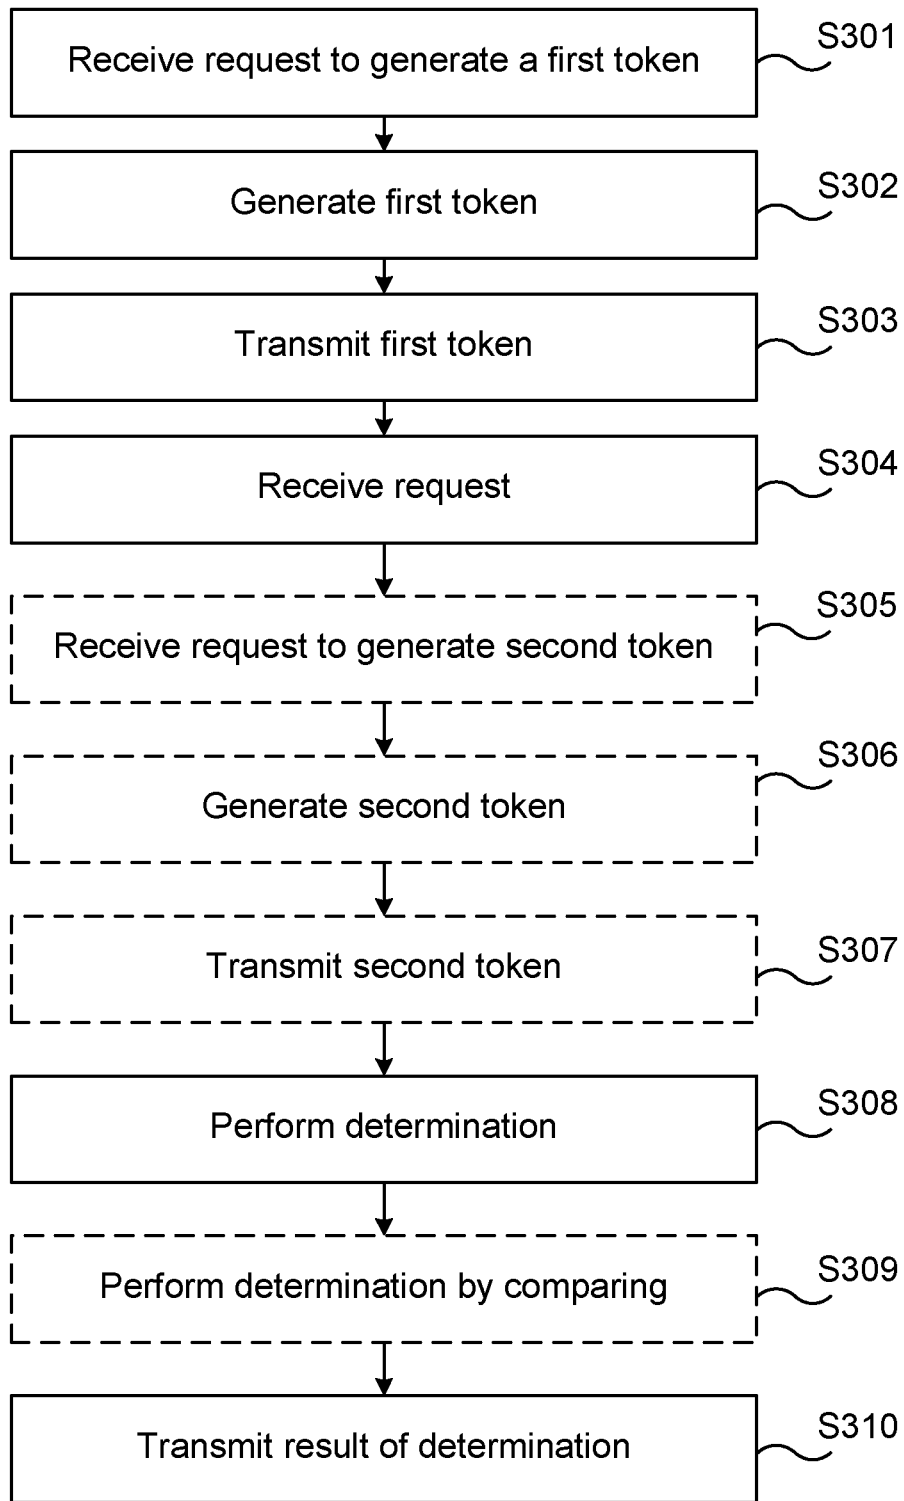 Receive request to generate a first token
S301
Generate first token
S302
Transmit first token
S303
Receive request
S304
Receive request to generate second token
S305
Generate second token
S306
Transmit second token
S307
Perform determination
S308
Perform determination by comparing
S309
Transmit result of determination
S310